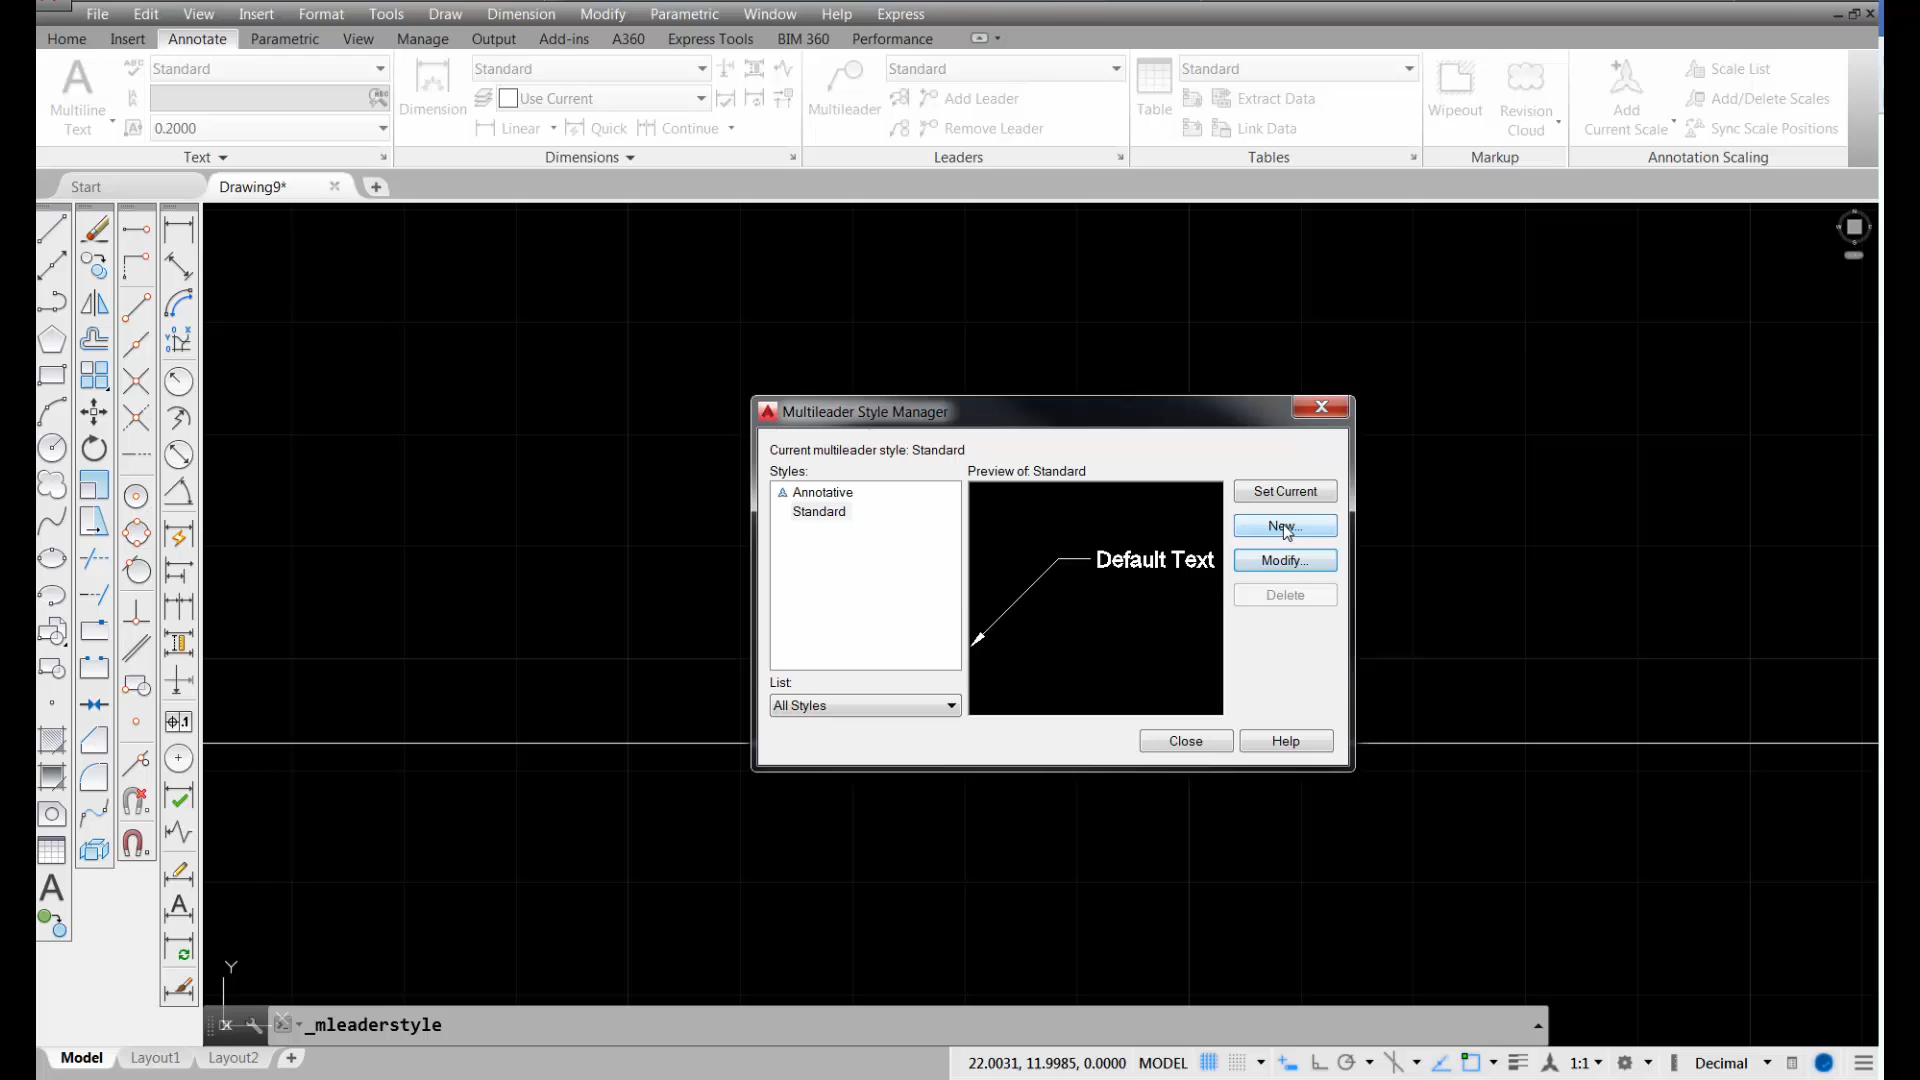 File Edit View Insert Format Tools Draw Dimension Modify Parametric Window Help Express
Home Insert Annotate Parametric View Manage Output Add-ins A360 Express Tools BIM 360 Performance
Multiline Text
Standard
0.2000
Text
Dimension
Standard
Use Current
Linear Quick Continue
Dimensions
Multileader
Standard
Add Leader
Remove Leader
Leaders
Table
Standard
Extract Data
Link Data
Tables
Wipeout
Revision Cloud
Markup
Add Current Scale
Scale List
Add/Delete Scales
Sync Scale Positions
Annotation Scaling
Start Drawing9*
Multileader Style Manager
Current multileader style: Standard
Styles:
Annotative
Standard
Preview of: Standard
Default Text
Set Current
New...
Modify...
Delete
List:
All Styles
Close Help
Y
X
_mleaderstyle
Model Layout1 Layout2
22.0031, 11.9985, 0.0000 MODEL 1:1 Decimal